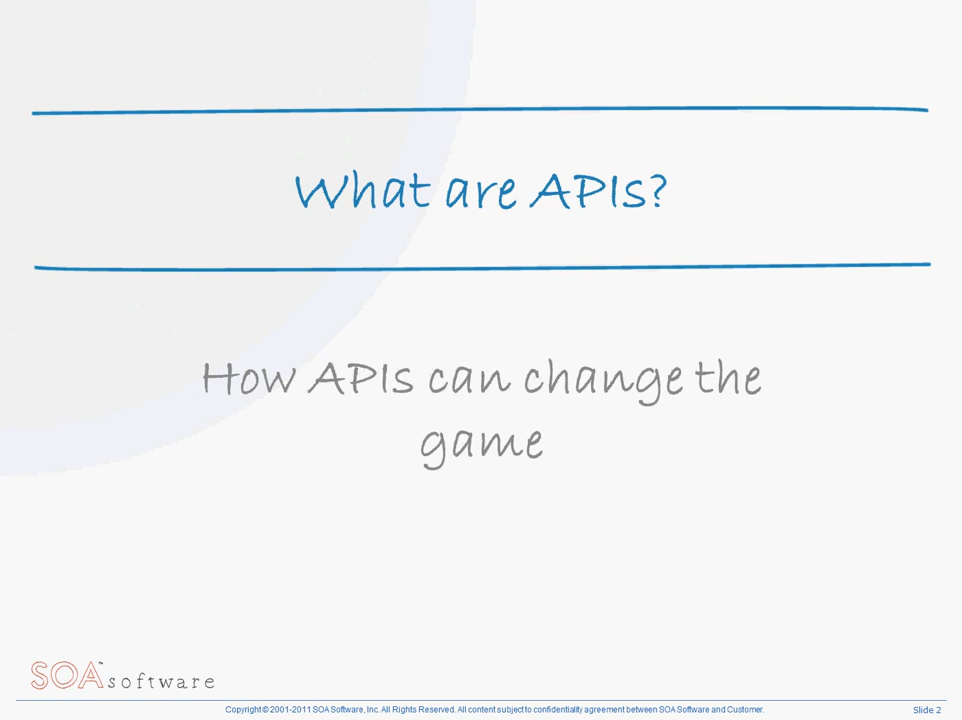 What are APIs?
How APIs can change the
game
SOA™ software
Copyright © 2001-2011 SOA Software, Inc. All Rights Reserved. All content subject to confidentiality agreement between SOA Software and Customer.
Slide 2